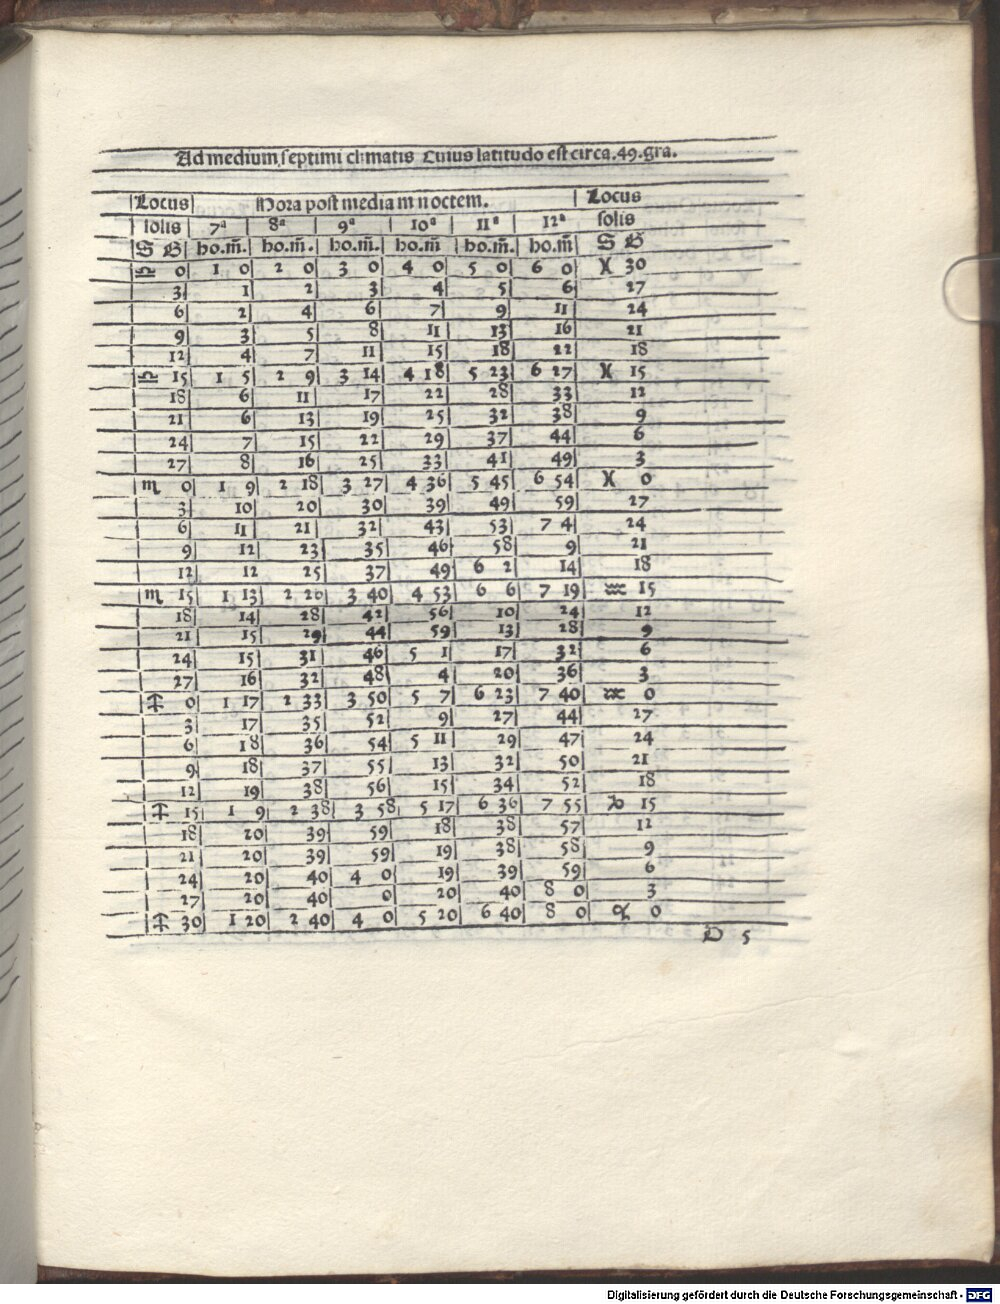 Ad medium septimi climatis Cuius latitudo est circa .49. gra.
Locus Hora post mediam noctem. Locus
solis 7ª 8ª 9ª 10ª 11ª 12ª solis
S G ho.m̄. ho.m̄. ho.m̄. ho.m̄ ho.m̄. ho.m̄ S G
♎ 0 1 0 2 0 3 0 4 0 5 0 6 0 ♓ 30
3 1 2 3 4 5 6 27
6 2 4 6 7 9 11 24
9 3 5 8 11 13 16 21
12 4 7 11 15 18 22 18
♎ 15 1 5 2 9 3 14 4 18 5 23 6 27 ♓ 15
18 6 11 17 22 28 33 12
21 6 13 19 25 32 38 9
24 7 15 22 29 37 44 6
27 8 16 25 33 41 49 3
♏ 0 1 9 2 18 3 27 4 36 5 45 6 54 ♓ 0
3 10 20 30 39 49 59 27
6 11 21 32 43 53 7 4 24
9 12 23 35 46 58 9 21
12 12 25 37 49 6 2 14 18
♏ 15 1 13 2 26 3 40 4 53 6 6 7 19 ♒ 15
18 14 28 42 56 10 24 12
21 15 29 44 59 13 28 9
24 15 31 46 5 1 17 32 6
27 16 32 48 4 20 36 3
♐ 0 1 17 2 33 3 50 5 7 6 23 7 40 ♒ 0
3 17 35 52 9 27 44 27
6 18 36 54 5 11 29 47 24
9 18 37 55 13 32 50 21
12 19 38 56 15 34 52 18
♐ 15 1 9 2 38 3 58 5 17 6 36 7 55 ♑ 15
18 20 39 59 18 38 57 12
21 20 39 59 19 38 58 9
24 20 40 4 0 19 39 59 6
27 20 40 0 20 40 8 0 3
♐ 30 1 20 2 40 4 0 5 20 6 40 8 0 ♑ 0
D 5
Digitalisierung gefördert durch die Deutsche Forschungsgemeinschaft - DFG